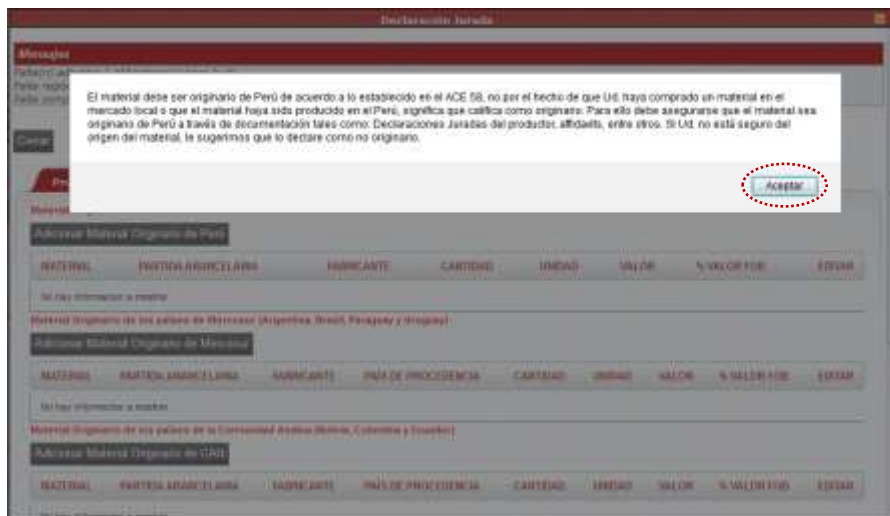 Declaración Jurada
Mensajes
El material debe ser originario de Perú de acuerdo a lo establecido en el ACE 58, no por el hecho de que Ud. haya comprado un material en el
mercado local o que el material haya sido producido en el Perú, significa que califica como originario. Para ello debe asegurarse que el material sea
originario de Perú a través de documentación tales como: Declaraciones Juradas del productor, affidavits, entre otros. Si Ud. no está seguro del
origen del material, le sugerimos que lo declare como no originario.
Cerrar
Aceptar
Material
Adicionar Material Originario de Perú
MATERIAL PARTIDA ARANCELARIA FABRICANTE CANTIDAD UNIDAD VALOR % VALOR FOB EDITAR
No hay información a mostrar
Material Originario de los países de Mercosur (Argentina, Brasil, Paraguay y Uruguay)
Adicionar Material Originario de Mercosur
MATERIAL PARTIDA ARANCELARIA FABRICANTE PAÍS DE PROCEDENCIA CANTIDAD UNIDAD VALOR % VALOR FOB EDITAR
No hay información a mostrar
Material Originario de los países de la Comunidad Andina (Bolivia, Colombia y Ecuador)
Adicionar Material Originario de CAN
MATERIAL PARTIDA ARANCELARIA FABRICANTE PAÍS DE PROCEDENCIA CANTIDAD UNIDAD VALOR % VALOR FOB EDITAR